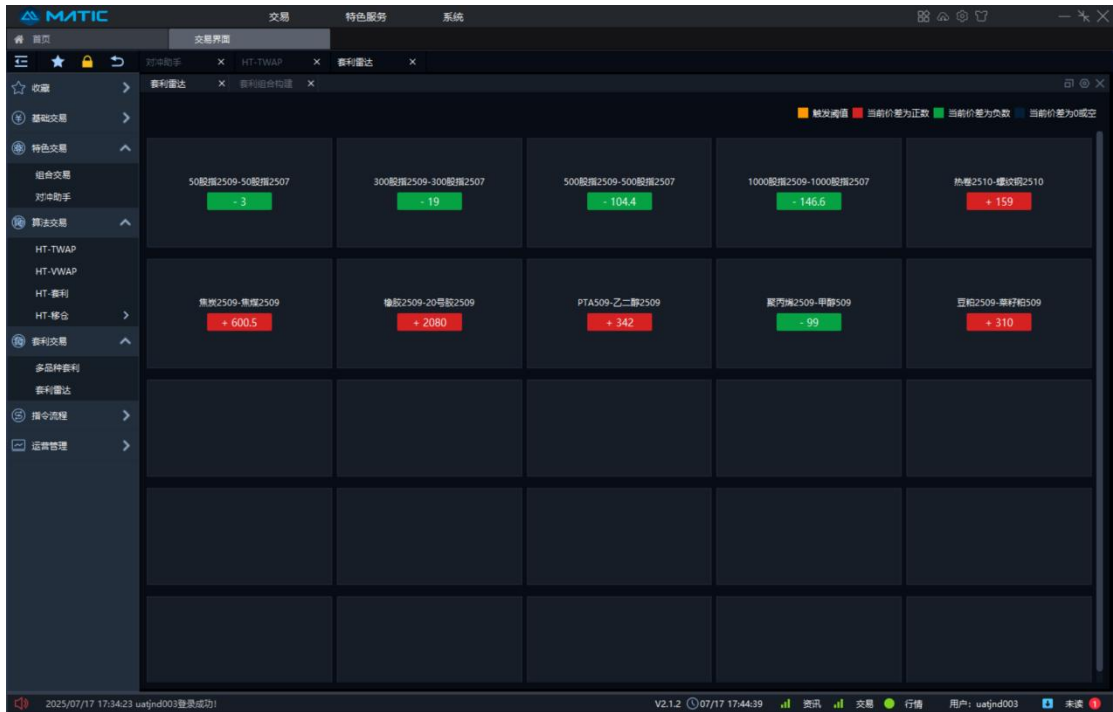 MATIC 交易 特色服务 系统
首页 交易界面
对冲助手 × HT-TWAP × 套利雷达 ×
收藏
基础交易
特色交易
组合交易
对冲助手
算法交易
HT-TWAP
HT-VWAP
HT-套利
HT-移仓
套利交易
多品种套利
套利雷达
指令流程
运营管理
套利雷达 × 套利组合构建 ×
触发阈值 当前价差为正数 当前价差为负数 当前价差为0或空
50股指2509-50股指2507
- 3
300股指2509-300股指2507
- 19
500股指2509-500股指2507
- 104.4
1000股指2509-1000股指2507
- 146.6
热卷2510-螺纹钢2510
+ 159
焦炭2509-焦煤2509
+ 600.5
橡胶2509-20号胶2509
+ 2080
PTA509-乙二醇2509
+ 342
聚丙烯2509-甲醇509
- 99
豆粕2509-菜籽粕509
+ 310
2025/07/17 17:34:23 uatjnd003登录成功! V2.1.2 07/17 17:44:39 资讯 交易 行情 用户: uatjnd003 未读 1